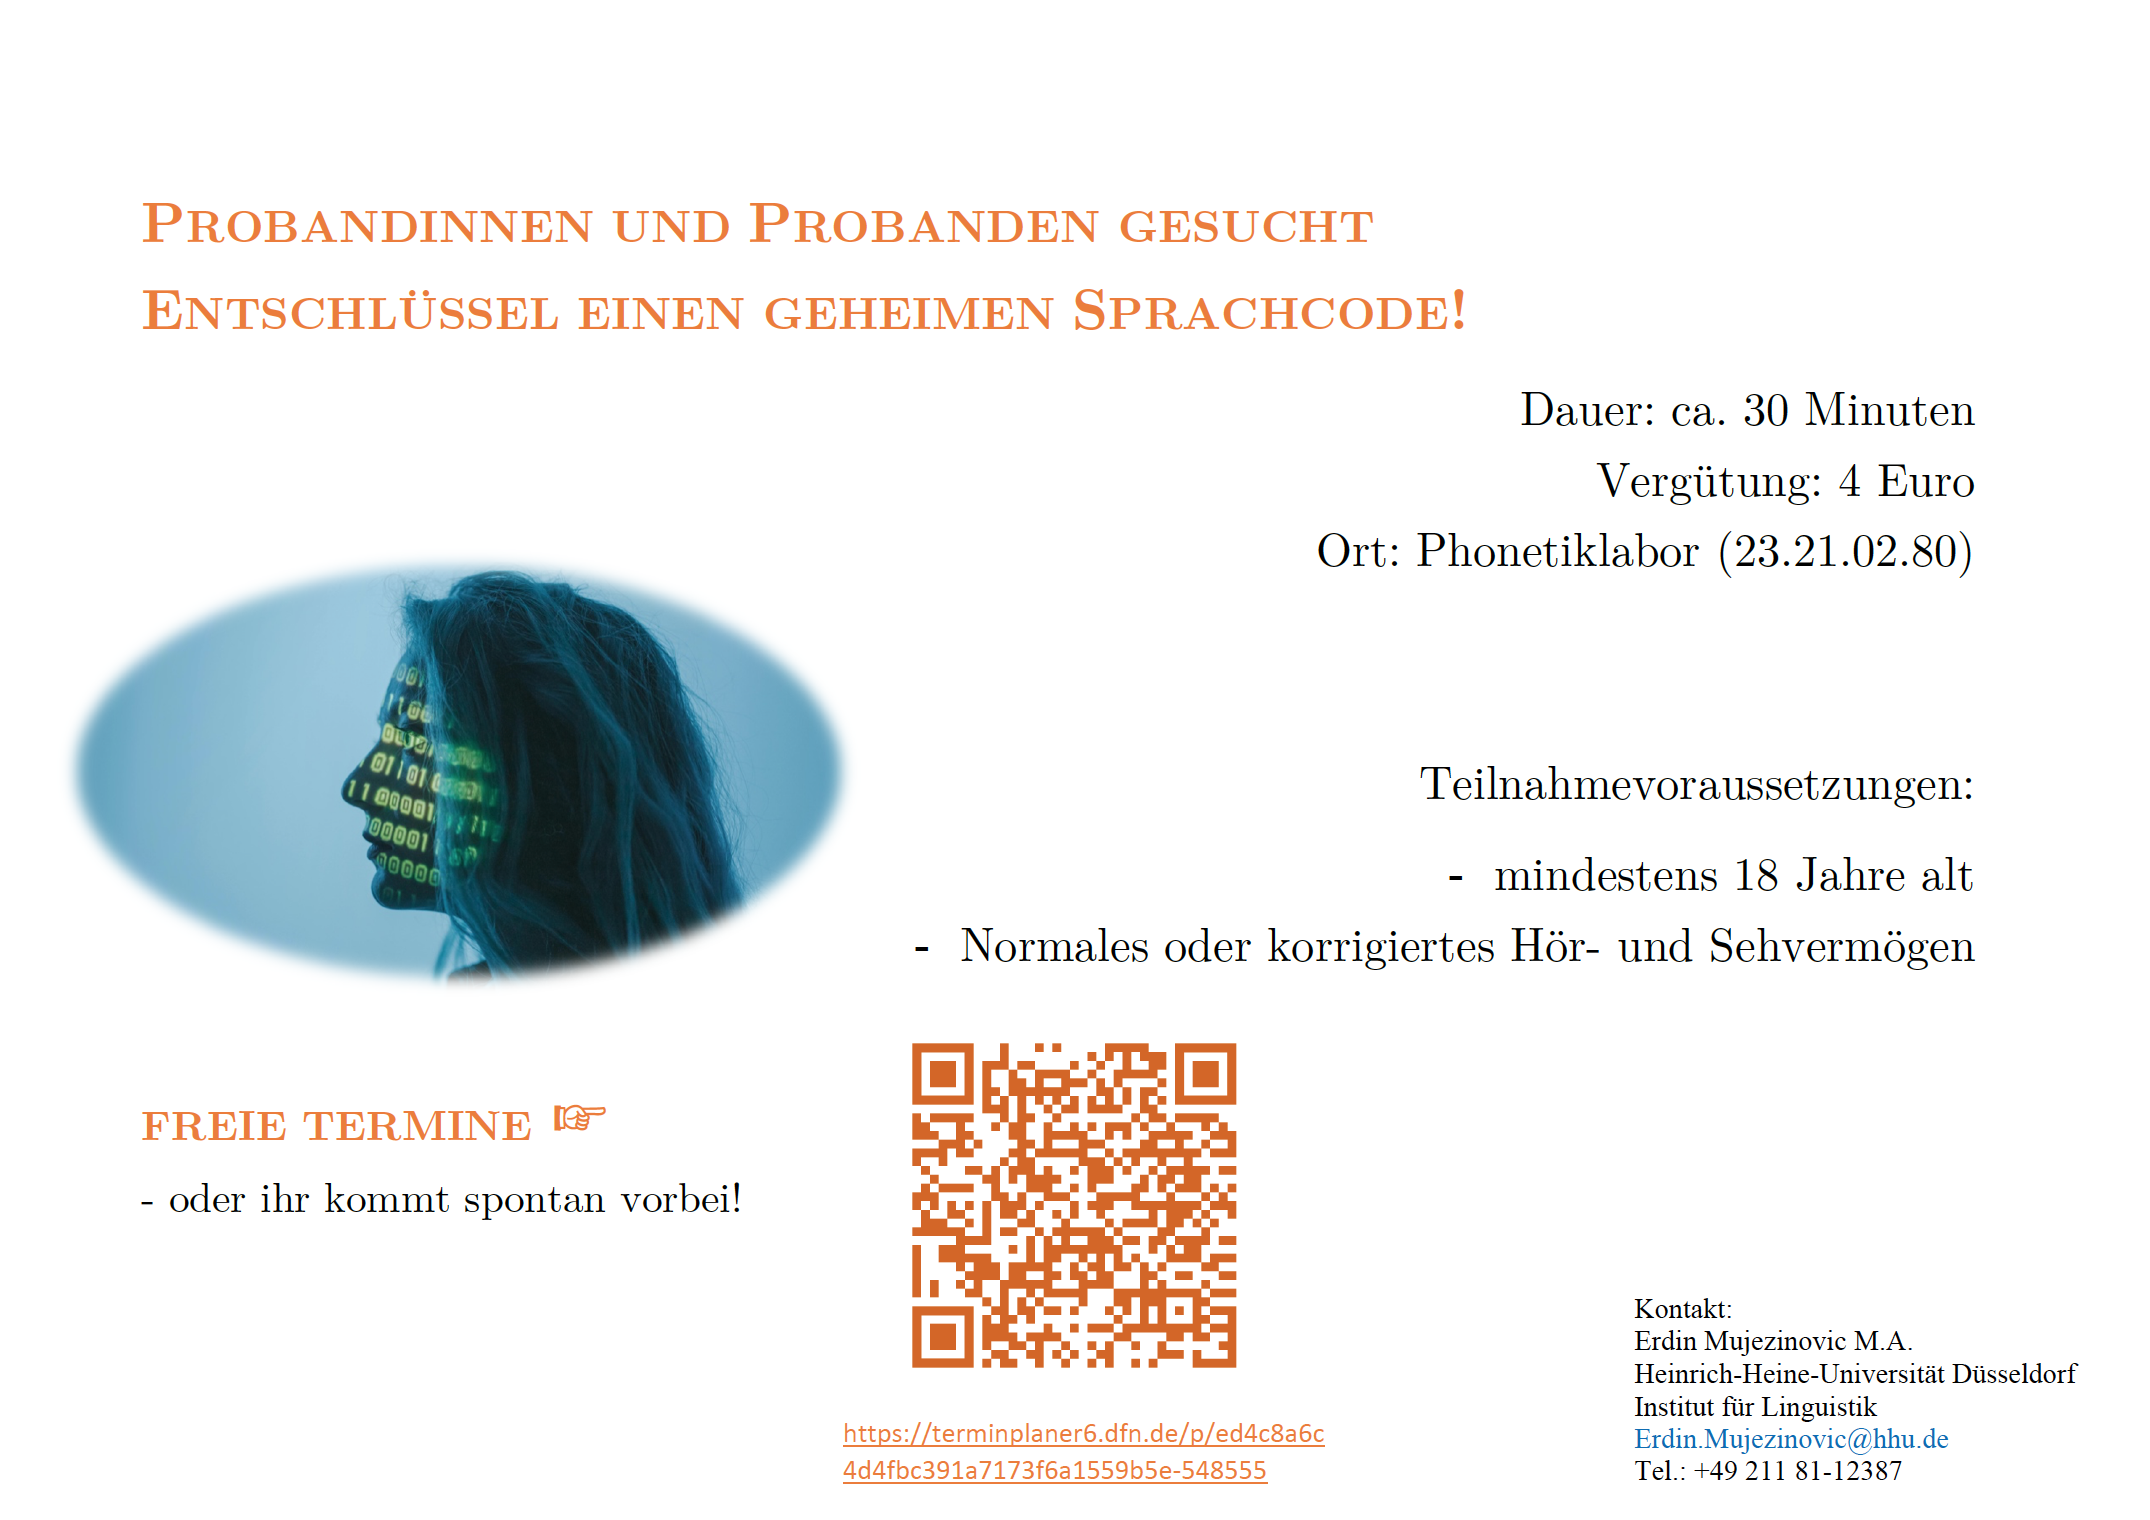 Probandinnen und Probanden gesucht
Entschlüssel einen geheimen Sprachcode!
Dauer: ca. 30 Minuten
Vergütung: 4 Euro
Ort: Phonetiklabor (23.21.02.80)
Teilnahmevoraussetzungen:
- mindestens 18 Jahre alt
- Normales oder korrigiertes Hör- und Sehvermögen
FREIE TERMINE ☞
- oder ihr kommt spontan vorbei!
https://terminplaner6.dfn.de/p/ed4c8a6c
4d4fbc391a7173f6a1559b5e-548555
Kontakt:
Erdin Mujezinovic M.A.
Heinrich-Heine-Universität Düsseldorf
Institut für Linguistik
Erdin.Mujezinovic@hhu.de
Tel.: +49 211 81-12387